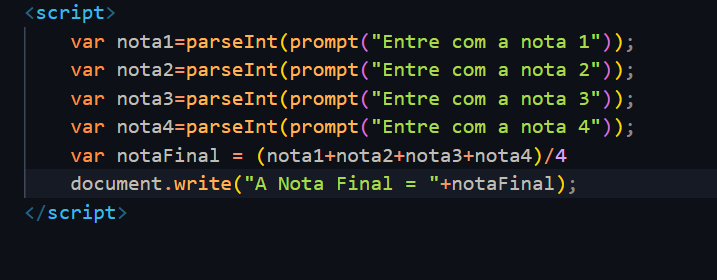 <script>
var nota1=parseInt(prompt("Entre com a nota 1"));
var nota2=parseInt(prompt("Entre com a nota 2"));
var nota3=parseInt(prompt("Entre com a nota 3"));
var nota4=parseInt(prompt("Entre com a nota 4"));
var notaFinal = (nota1+nota2+nota3+nota4)/4
document.write("A Nota Final = "+notaFinal);
</script>